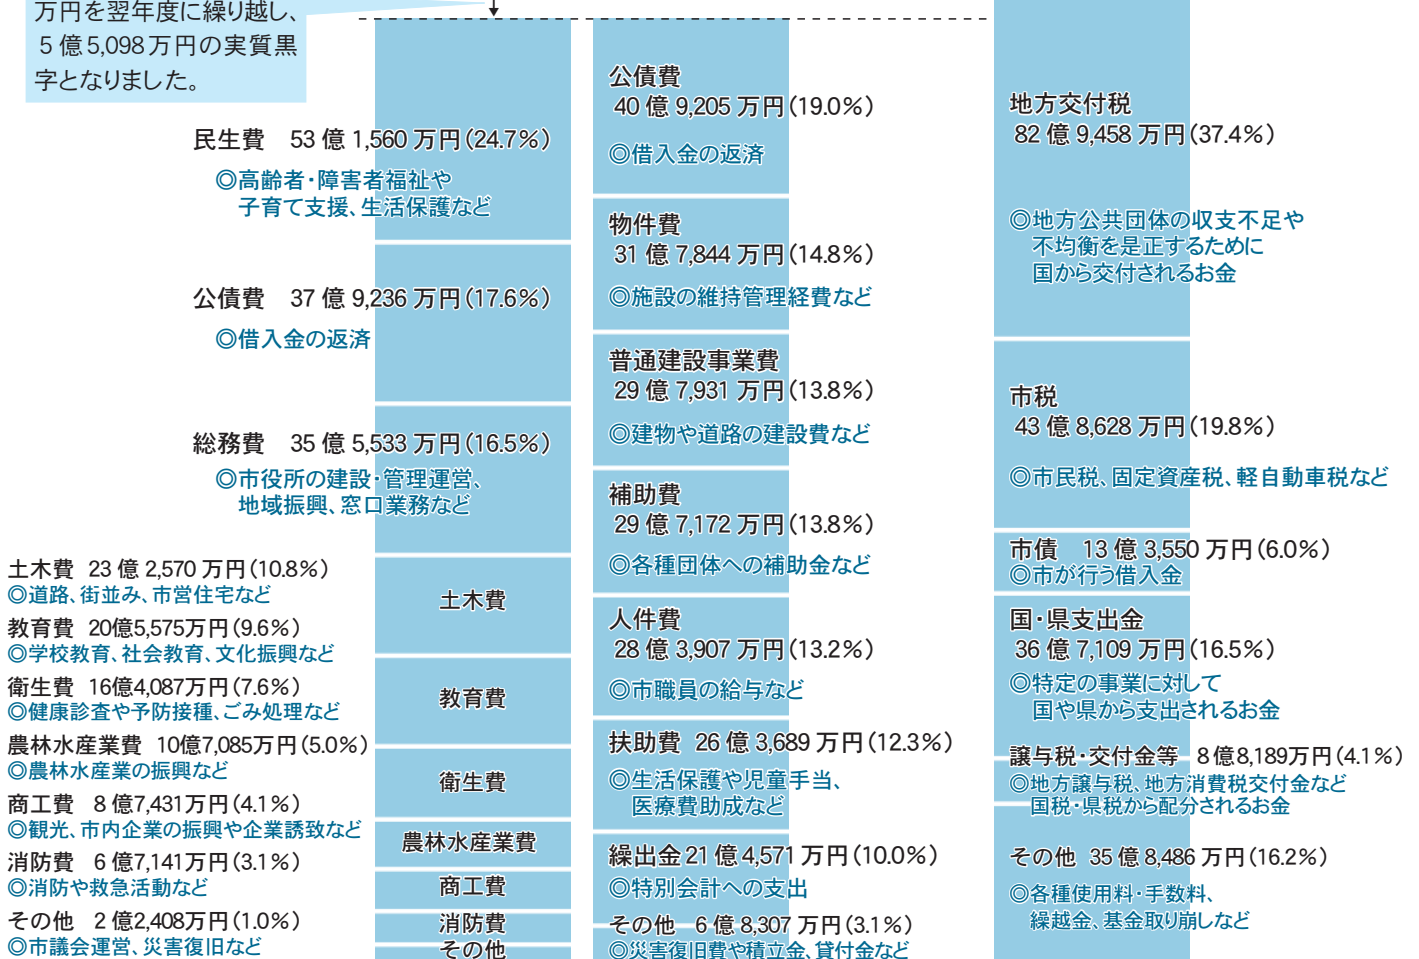 万円を翌年度に繰り越し、
5億5,098万円の実質黒
字となりました。
民生費 53億1,560万円(24.7%)
◎高齢者・障害者福祉や
子育て支援、生活保護など
公債費 37億9,236万円(17.6%)
◎借入金の返済
総務費 35億5,533万円(16.5%)
◎市役所の建設・管理運営、
地域振興、窓口業務など
土木費 23億2,570万円(10.8%)
◎道路、街並み、市営住宅など
教育費 20億5,575万円(9.6%)
◎学校教育、社会教育、文化振興など
衛生費 16億4,087万円(7.6%)
◎健康診査や予防接種、ごみ処理など
農林水産業費 10億7,085万円(5.0%)
◎農林水産業の振興など
商工費 8億7,431万円(4.1%)
◎観光、市内企業の振興や企業誘致など
消防費 6億7,141万円(3.1%)
◎消防や救急活動など
その他 2億2,408万円(1.0%)
◎市議会運営、災害復旧など
土木費
教育費
衛生費
農林水産業費
商工費
消防費
その他
公債費
40億9,205万円(19.0%)
◎借入金の返済
物件費
31億7,844万円(14.8%)
◎施設の維持管理経費など
普通建設事業費
29億7,931万円(13.8%)
◎建物や道路の建設費など
補助費
29億7,172万円(13.8%)
◎各種団体への補助金など
人件費
28億3,907万円(13.2%)
◎市職員の給与など
扶助費 26億3,689万円(12.3%)
◎生活保護や児童手当、
医療費助成など
繰出金21億4,571万円(10.0%)
◎特別会計への支出
その他 6億8,307万円(3.1%)
◎災害復旧費や積立金、貸付金など
地方交付税
82億9,458万円(37.4%)
◎地方公共団体の収支不足や
不均衡を是正するために
国から交付されるお金
市税
43億8,628万円(19.8%)
◎市民税、固定資産税、軽自動車税など
市債 13億3,550万円(6.0%)
◎市が行う借入金
国・県支出金
36億7,109万円(16.5%)
◎特定の事業に対して
国や県から支出されるお金
譲与税・交付金等 8億8,189万円(4.1%)
◎地方譲与税、地方消費税交付金など
国税・県税から配分されるお金
その他 35億8,486万円(16.2%)
◎各種使用料・手数料、
繰越金、基金取り崩しなど